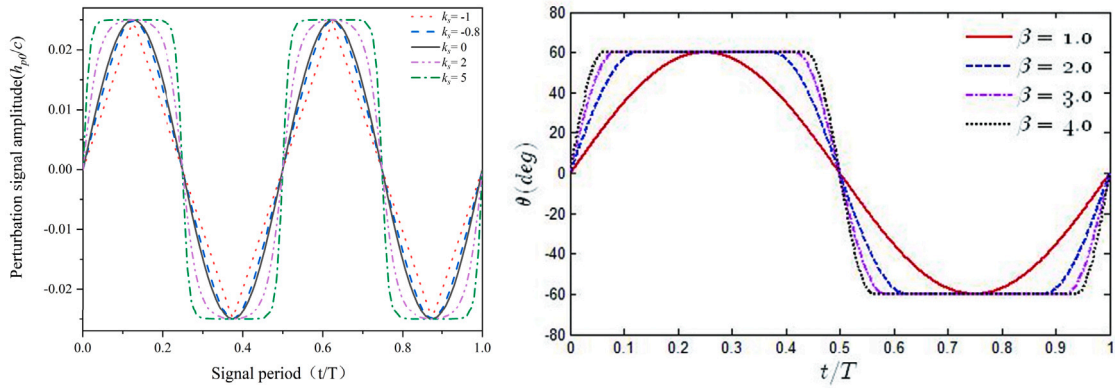 Perturbation signal amplitude(hp0/c)
0.02
0.01
0.00
-0.01
-0.02
0.0 0.2 0.4 0.6 0.8 1.0
Signal period (t/T)
ks= -1
ks= -0.8
ks= 0
ks= 2
ks= 5
θ(deg)
80
60
40
20
0
-20
-40
-60
-80
0 0.1 0.2 0.3 0.4 0.5 0.6 0.7 0.8 0.9 1
t/T
β = 1.0
β = 2.0
β = 3.0
β = 4.0